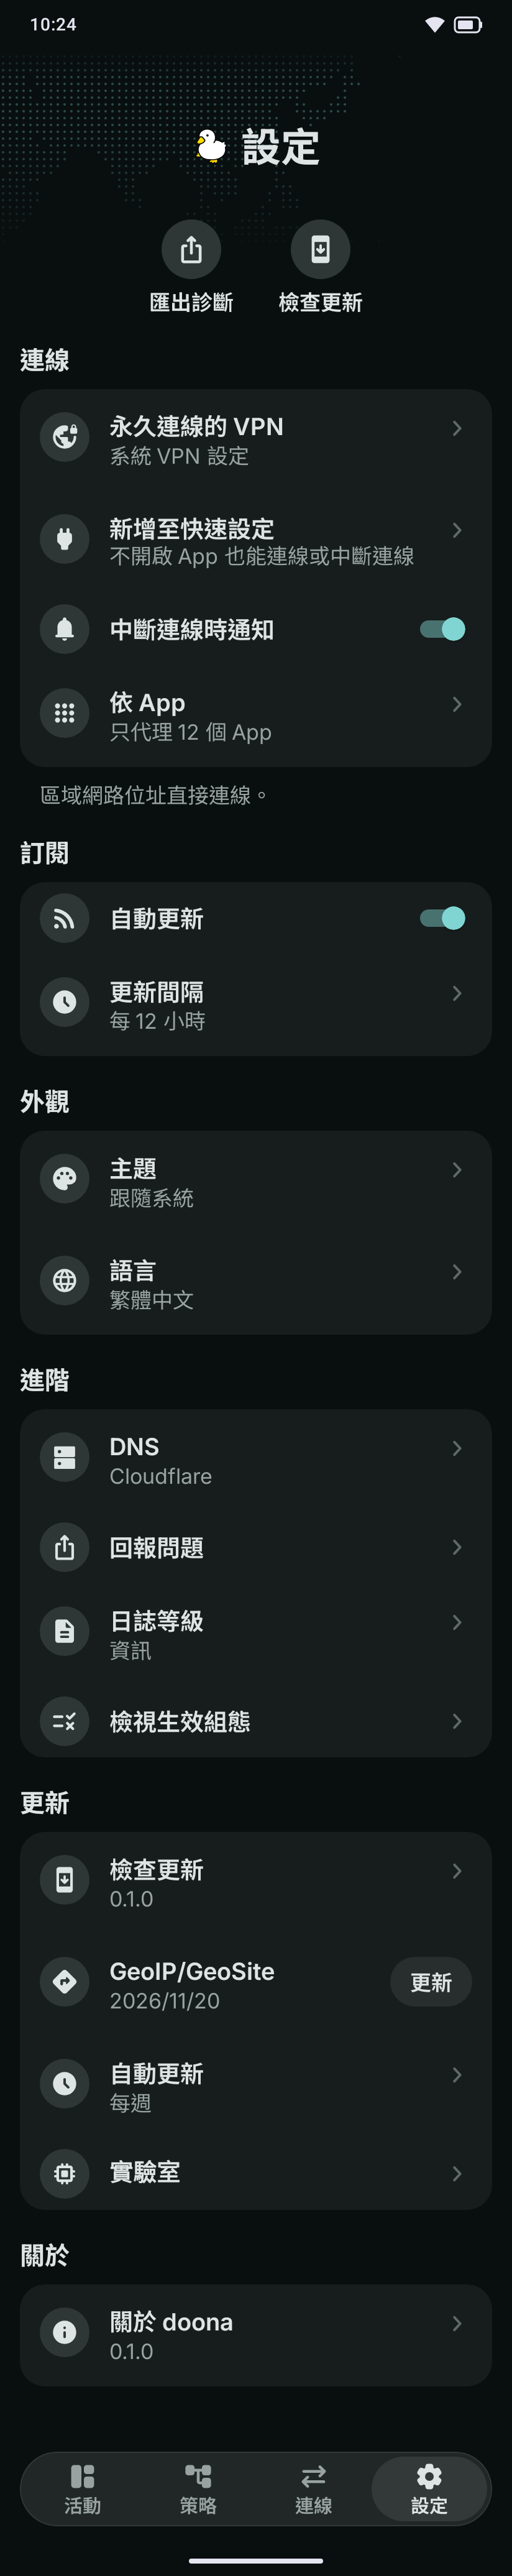 10:24
設定
匯出診斷
檢查更新
連線
永久連線的 VPN
系統 VPN 設定
新增至快速設定
不開啟 App 也能連線或中斷連線
中斷連線時通知
依 App
只代理 12 個 App
區域網路位址直接連線。
訂閱
自動更新
更新間隔
每 12 小時
外觀
主題
跟隨系統
語言
繁體中文
進階
DNS
Cloudflare
回報問題
日誌等級
資訊
檢視生效組態
更新
檢查更新
0.1.0
GeoIP/GeoSite
2026/11/20
更新
自動更新
每週
實驗室
關於
關於 doona
0.1.0
活動
策略
連線
設定